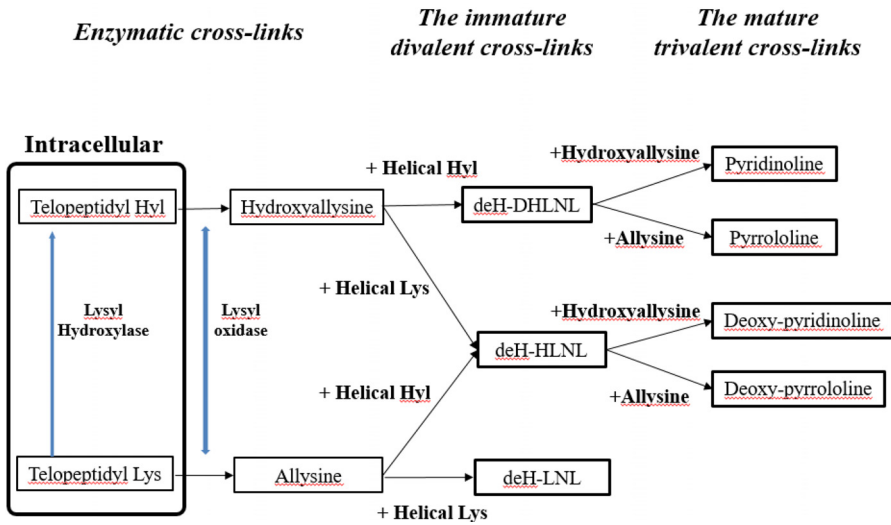 Enzymatic cross-links
The immature
divalent cross-links
The mature
trivalent cross-links
Intracellular
+ Helical Hyl
+Hydroxyallysine
Pyridinoline
Telopeptidyl Hyl
Hydroxyallysine
deH-DHLNL
+Allysine
Pyrrololine
+ Helical Lys
Lysyl
Hydroxylase
Lysyl
oxidase
+Hydroxyallysine
Deoxy-pyridinoline
deH-HLNL
+ Helical Hyl
+Allysine
Deoxy-pyrrololine
Telopeptidyl Lys
Allysine
deH-LNL
+ Helical Lys